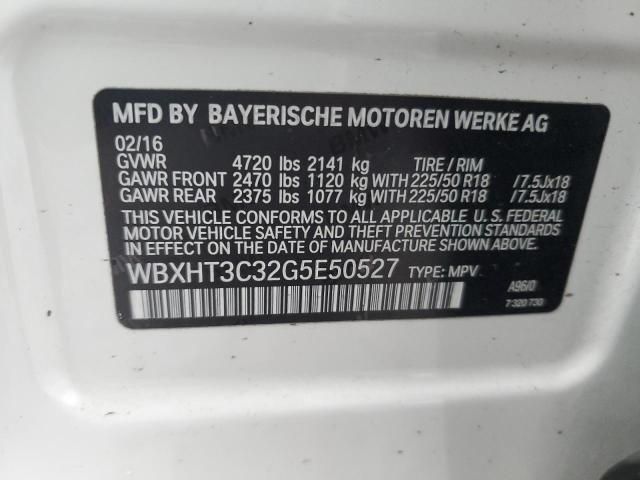 MFD BY BAYERISCHE MOTOREN WERKE AG
02/16
GVWR 4720 lbs 2141 kg TIRE / RIM
GAWR FRONT 2470 lbs 1120 kg WITH 225/50 R18 /7.5Jx18
GAWR REAR 2375 lbs 1077 kg WITH 225/50 R18 /7.5Jx18
THIS VEHICLE CONFORMS TO ALL APPLICABLE U. S. FEDERAL
MOTOR VEHICLE SAFETY AND THEFT PREVENTION STANDARDS
IN EFFECT ON THE DATE OF MANUFACTURE SHOWN ABOVE.
WBXHT3C32G5E50527 TYPE: MPV
A96/0
7 320 730